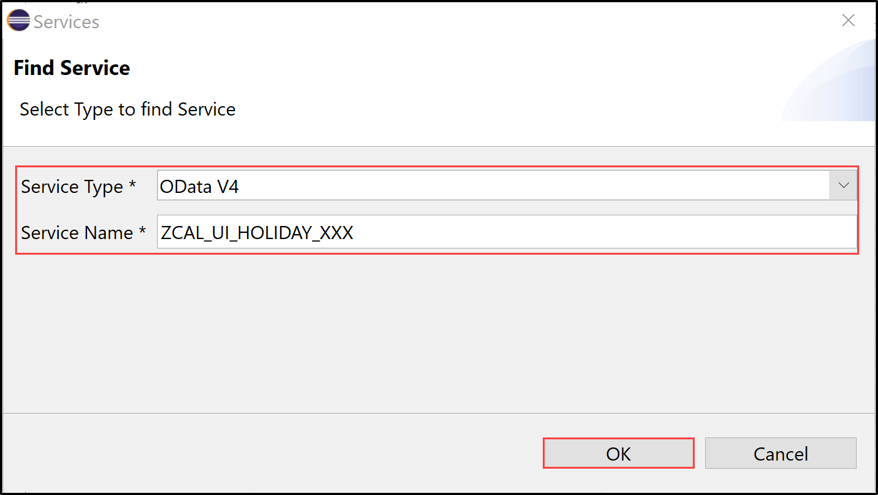 Services
Find Service
Select Type to find Service
Service Type * OData V4
Service Name * ZCAL_UI_HOLIDAY_XXX
OK Cancel